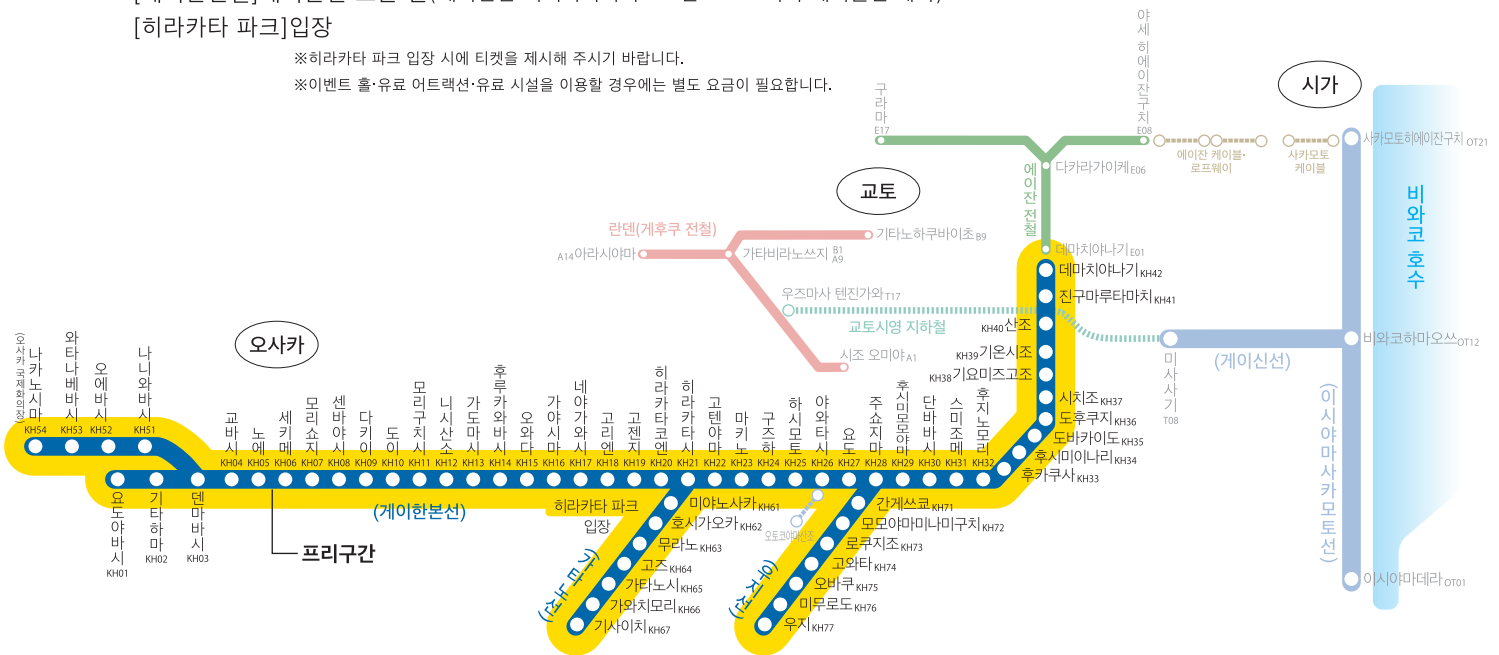 [히라카타 파크]입장
※히라카타 파크 입장 시에 티켓을 제시해 주시기 바랍니다.
※이벤트 홀·유료 어트랙션·유료 시설을 이용할 경우에는 별도 요금이 필요합니다.
야세 히에이잔구치
E08
구라마
E17
시가
사카모토히에이잔구치 OT21
에이잔 케이블·
로프웨이
사카모토
케이블
다카라가이케 E06
에이잔 전철
교토
비와코 호수
란덴(게후쿠 전철)
기타노하쿠바이초 B9
A14 아라시야마
가타비라노쓰지 B1 A9
데마치야나기 E01
데마치야나기 KH42
우즈마사 텐진가와 T17
진구마루타마치 KH41
교토시영 지하철
KH40 산조
시조 오미야 A1
KH39 기온시조
KH38 기요미즈고조
미사사기
T08
(게이신선)
비와코하마오쓰 OT12
(이시야마사카모토선)
이시야마데라 OT01
오사카
(오사카 국제회의장)
나카노시마
KH54
와타나베바시
KH53
오에바시
KH52
나니와바시
KH51
교바시
KH04
노에
KH05
세키메
KH06
모리쇼지
KH07
센바야시
KH08
다키이
KH09
도이
KH10
모리구치시
KH11
니시산소
KH12
가도마시
KH13
후루카와바시
KH14
오와다
KH15
가야시마
KH16
네야가와시
KH17
고리엔
KH18
고젠지
KH19
히라카타코엔
KH20
히라카타시
KH21
고텐야마
KH22
마키노
KH23
구즈하
KH24
하시모토
KH25
야와타시
KH26
요도
KH27
주쇼지마
KH28
후시미모모야마
KH29
단바바시
KH30
스미조메
KH31
후지노모리
KH32
시치조 KH37
도후쿠지 KH36
도바카이도 KH35
후시미이나리 KH34
후카쿠사 KH33
요도야바시
KH01
기타하마
KH02
덴마바시
KH03
(게이한본선)
프리구간
히라카타 파크
입장
오토코야마산조
미야노사카 KH61
호시가오카 KH62
무라노 KH63
고즈 KH64
가타노시 KH65
가와치모리 KH66
기사이치 KH67
(가타노선)
간게쓰쿄 KH71
모모야마미나미구치 KH72
로쿠지조 KH73
고와타 KH74
오바쿠 KH75
미무로도 KH76
우지 KH77
(우지선)